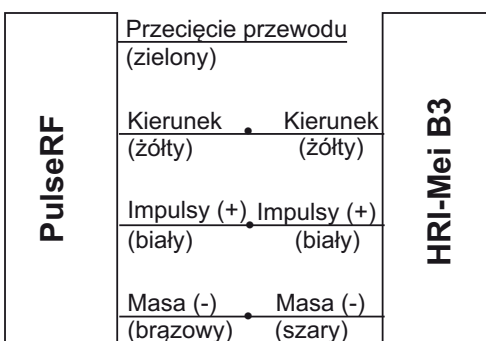 Przecięcie przewodu
(zielony)
PulseRF
HRI-Mei B3
Kierunek Kierunek
(żółty) (żółty)
Impulsy (+) Impulsy (+)
(biały) (biały)
Masa (-) Masa (-)
(brązowy) (szary)